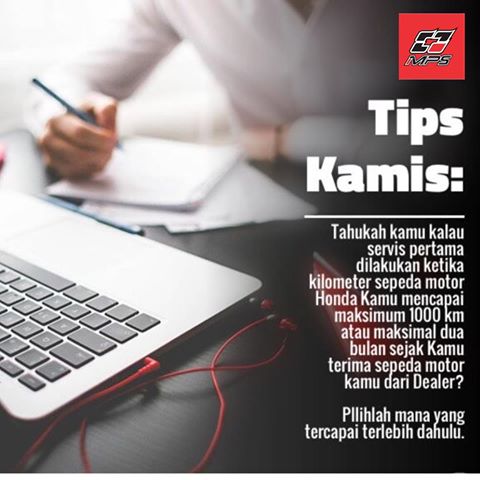 MPS
Tips
Kamis:
Tahukah kamu kalau
servis pertama
dilakukan ketika
kilometer sepeda motor
Honda Kamu mencapai
maksimum 1000 km
atau maksimal dua
bulan sejak Kamu
terima sepeda motor
kamu dari Dealer?
PIlihlah mana yang
tercapai terlebih dahulu.